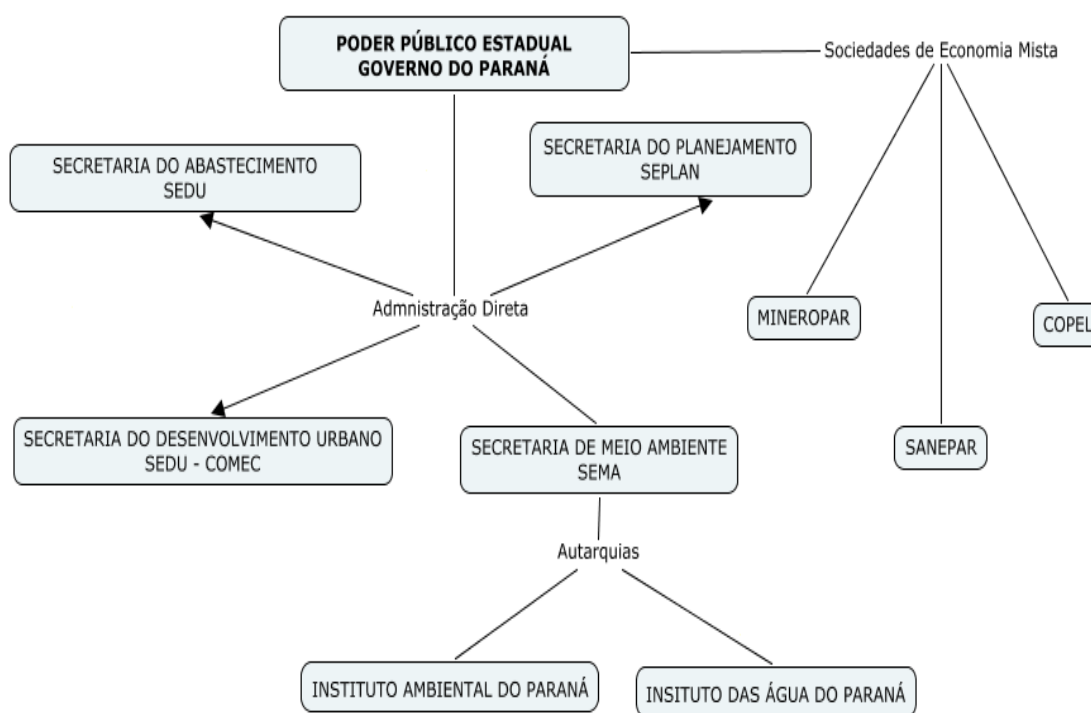 PODER PÚBLICO ESTADUAL
GOVERNO DO PARANÁ
Sociedades de Economia Mista
SECRETARIA DO ABASTECIMENTO
SEDU
SECRETARIA DO PLANEJAMENTO
SEPLAN
Admnistração Direta
MINEROPAR
COPEL
SECRETARIA DO DESENVOLVIMENTO URBANO
SEDU - COMEC
SECRETARIA DE MEIO AMBIENTE
SEMA
SANEPAR
Autarquias
INSTITUTO AMBIENTAL DO PARANÁ
INSITUTO DAS ÁGUA DO PARANÁ